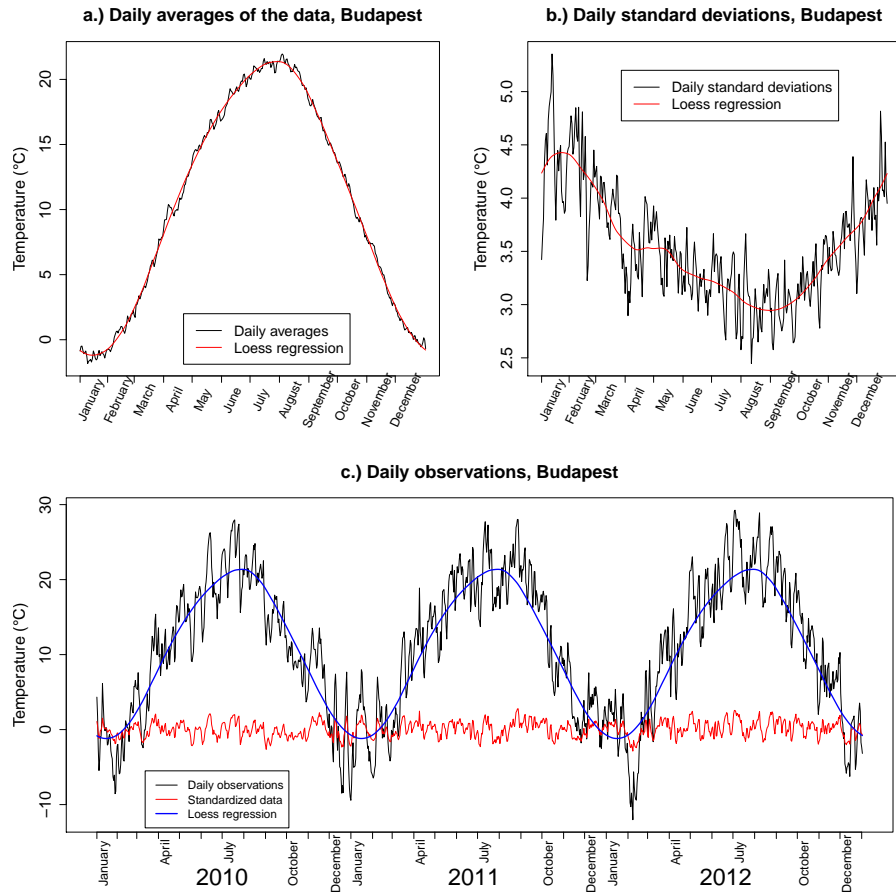 a.) Daily averages of the data, Budapest
Temperature (°C)
20
15
10
5
0
Daily averages
Loess regression
January
February
March
April
May
June
July
August
September
October
November
December
b.) Daily standard deviations, Budapest
Temperature (°C)
5.0
4.5
4.0
3.5
3.0
2.5
Daily standard deviations
Loess regression
January
February
March
April
May
June
July
August
September
October
November
December
c.) Daily observations, Budapest
Temperature (°C)
30
20
10
0
−10
Daily observations
Standardized data
Loess regression
January
April
July
October
December
January
April
July
October
December
January
April
July
October
December
2010
2011
2012